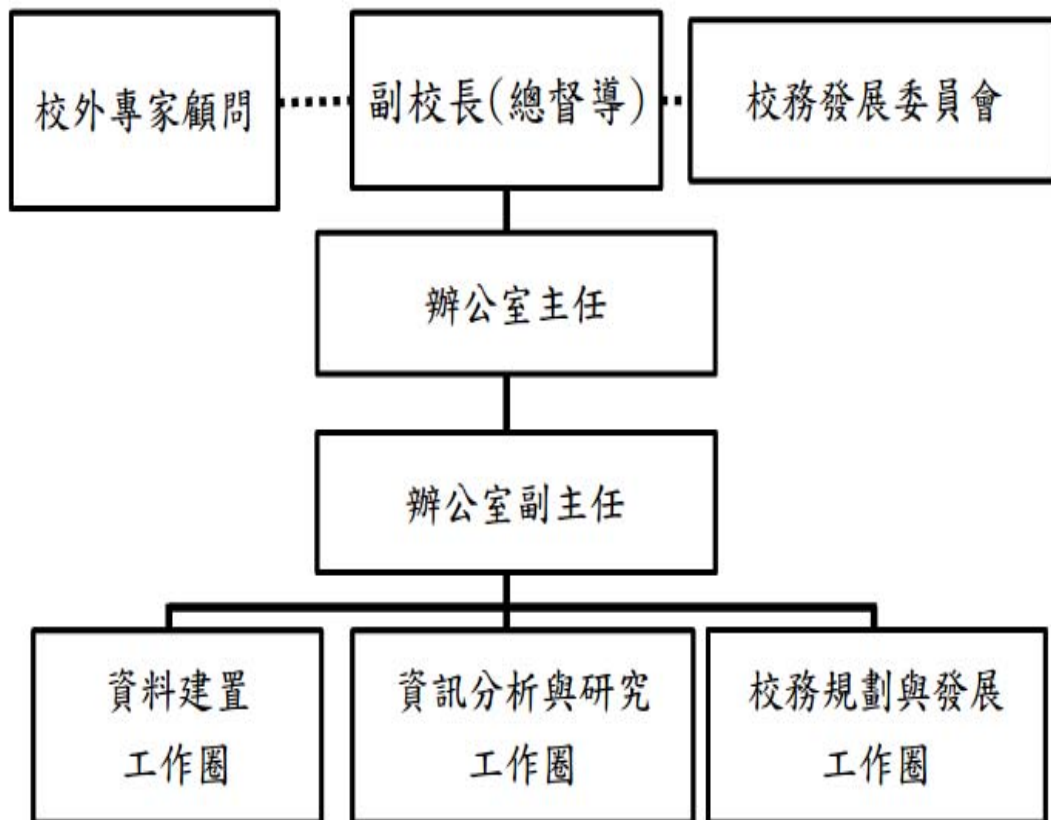 校外專家顧問
副校長(總督導)
校務發展委員會
辦公室主任
辦公室副主任
資料建置
工作圈
資訊分析與研究
工作圈
校務規劃與發展
工作圈